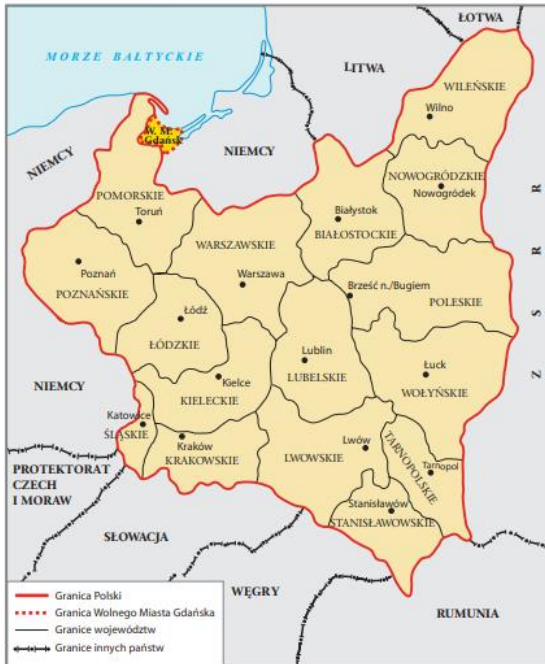 ŁOTWA
MORZE BAŁTYCKIE
LITWA
WILEŃSKIE
Wilno
W. M.
Gdańsk
NIEMCY
NIEMCY
NOWOGRÓDZKIE
Nowogródek
POMORSKIE
Toruń
Białystok
BIAŁOSTOCKIE
WARSZAWSKIE
Warszawa
Poznań
POZNAŃSKIE
Brześć n./Bugiem
POLESKIE
Z S R R
Łódź
ŁÓDZKIE
Lublin
LUBELSKIE
Łuck
WOŁYŃSKIE
NIEMCY
Kielce
KIELECKIE
Katowice
ŚLĄSKIE
Kraków
KRAKOWSKIE
Lwów
LWOWSKIE
TARNOPOLSKIE
Tarnopol
PROTEKTORAT
CZECH
I MORAW
Stanisławów
STANISŁAWOWSKIE
SŁOWACJA
WĘGRY
RUMUNIA
Granica Polski
Granica Wolnego Miasta Gdańska
Granice województw
Granice innych państw